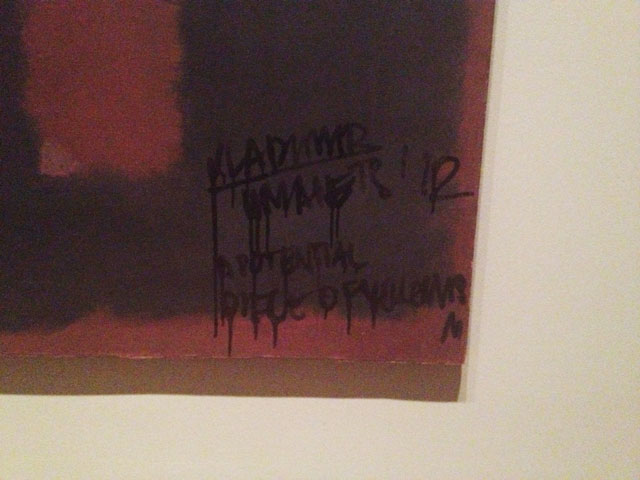 VLADIMIR
UMANETS '12
A POTENTIAL
PIECE OF YELLOWISM